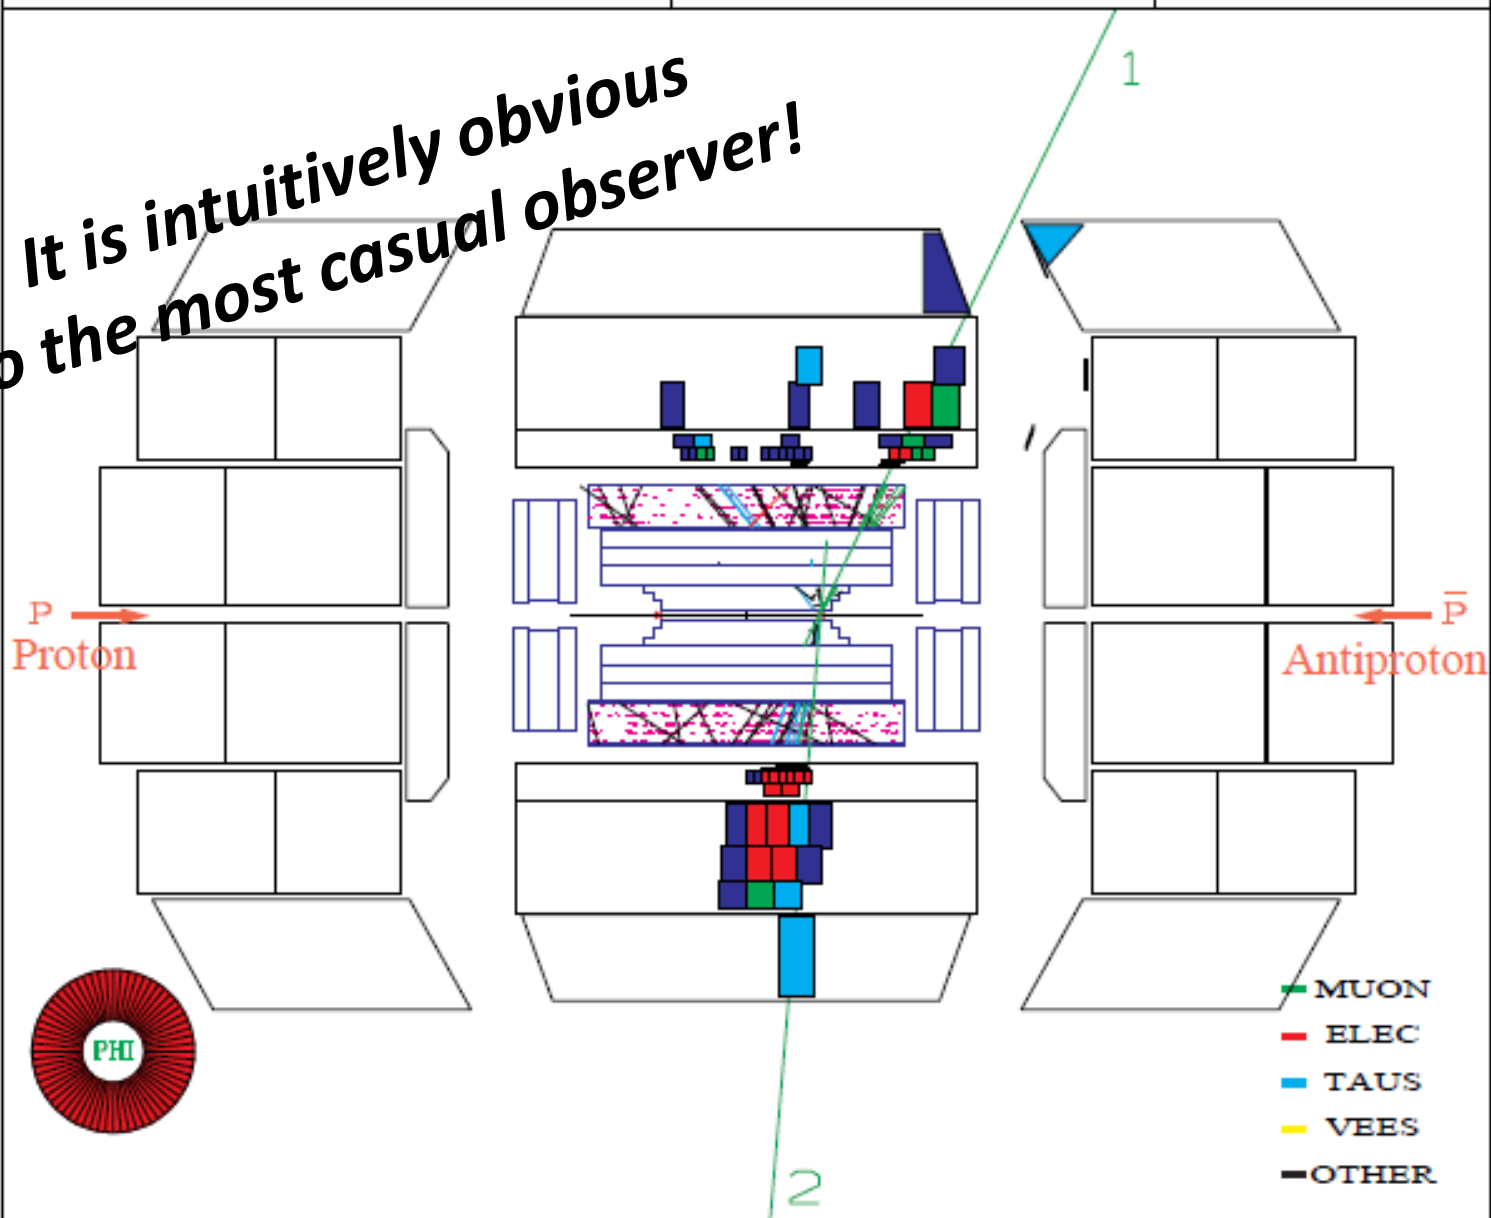 1
It is intuitively obvious
the most casual observer!
P
Proton
P̅
Antiproton
PHI
MUON
ELEC
TAUS
VEES
OTHER
2